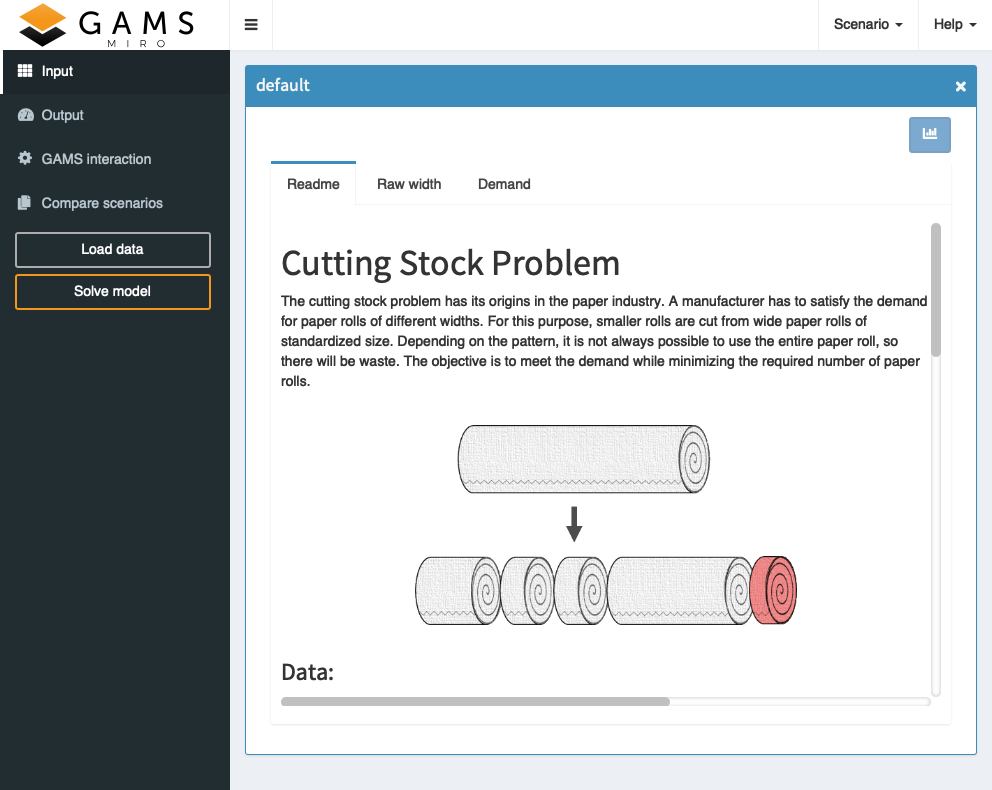 GAMS
MIRO
Scenario
Help
Input
Output
GAMS interaction
Compare scenarios
Load data
Solve model
default
Readme
Raw width
Demand
Cutting Stock Problem
The cutting stock problem has its origins in the paper industry. A manufacturer has to satisfy the demand
for paper rolls of different widths. For this purpose, smaller rolls are cut from wide paper rolls of
standardized size. Depending on the pattern, it is not always possible to use the entire paper roll, so
there will be waste. The objective is to meet the demand while minimizing the required number of paper
rolls.
Data: